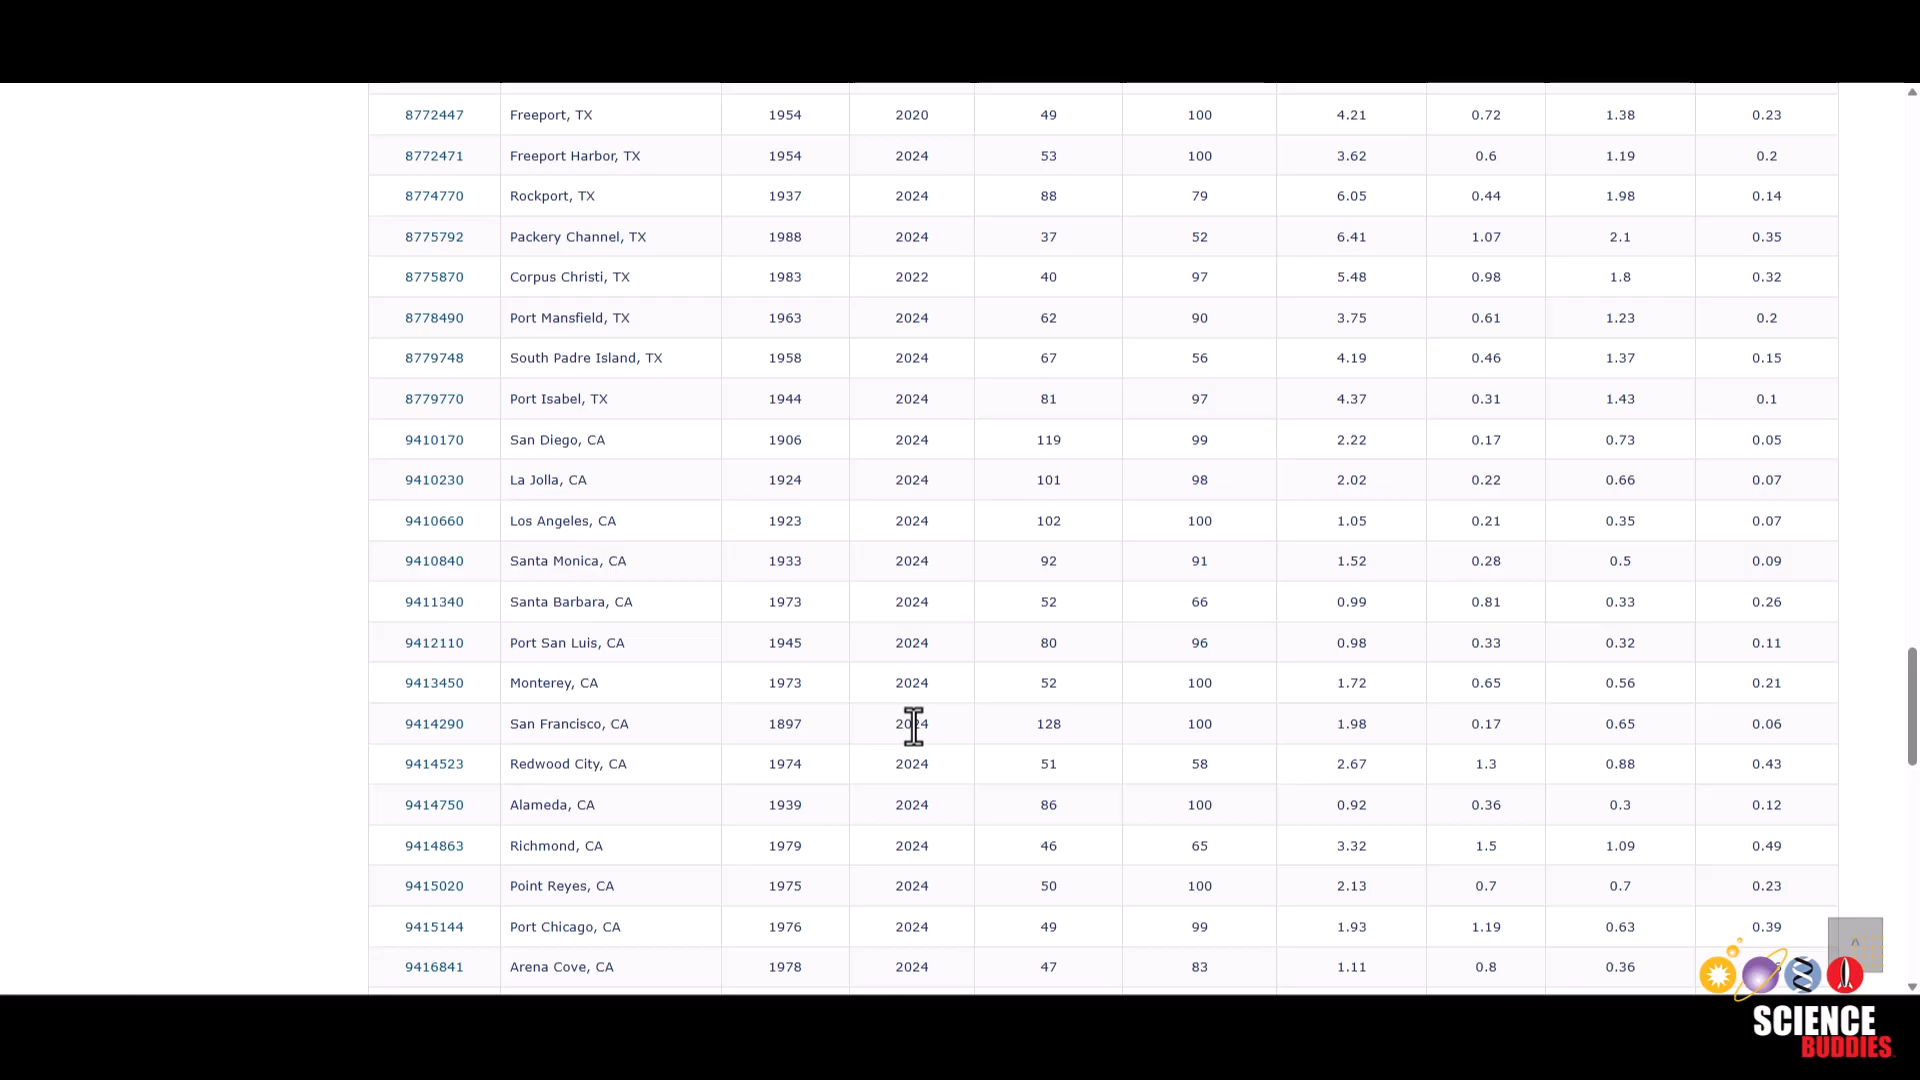 8772447 Freeport, TX 1954 2020 49 100 4.21 0.72 1.38 0.23
8772471 Freeport Harbor, TX 1954 2024 53 100 3.62 0.6 1.19 0.2
8774770 Rockport, TX 1937 2024 88 79 6.05 0.44 1.98 0.14
8775792 Packery Channel, TX 1988 2024 37 52 6.41 1.07 2.1 0.35
8775870 Corpus Christi, TX 1983 2022 40 97 5.48 0.98 1.8 0.32
8778490 Port Mansfield, TX 1963 2024 62 90 3.75 0.61 1.23 0.2
8779748 South Padre Island, TX 1958 2024 67 56 4.19 0.46 1.37 0.15
8779770 Port Isabel, TX 1944 2024 81 97 4.37 0.31 1.43 0.1
9410170 San Diego, CA 1906 2024 119 99 2.22 0.17 0.73 0.05
9410230 La Jolla, CA 1924 2024 101 98 2.02 0.22 0.66 0.07
9410660 Los Angeles, CA 1923 2024 102 100 1.05 0.21 0.35 0.07
9410840 Santa Monica, CA 1933 2024 92 91 1.52 0.28 0.5 0.09
9411340 Santa Barbara, CA 1973 2024 52 66 0.99 0.81 0.33 0.26
9412110 Port San Luis, CA 1945 2024 80 96 0.98 0.33 0.32 0.11
9413450 Monterey, CA 1973 2024 52 100 1.72 0.65 0.56 0.21
9414290 San Francisco, CA 1897 2024 128 100 1.98 0.17 0.65 0.06
9414523 Redwood City, CA 1974 2024 51 58 2.67 1.3 0.88 0.43
9414750 Alameda, CA 1939 2024 86 100 0.92 0.36 0.3 0.12
9414863 Richmond, CA 1979 2024 46 65 3.32 1.5 1.09 0.49
9415020 Point Reyes, CA 1975 2024 50 100 2.13 0.7 0.7 0.23
9415144 Port Chicago, CA 1976 2024 49 99 1.93 1.19 0.63 0.39
9416841 Arena Cove, CA 1978 2024 47 83 1.11 0.8 0.36
SCIENCE
BUDDIES